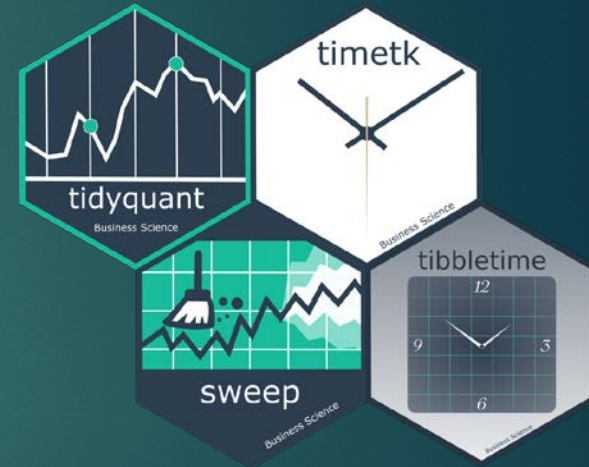 tidyquant
Business Science
timetk
Business Science
sweep
Business Science
tibbletime
12
9
3
6
Business Science